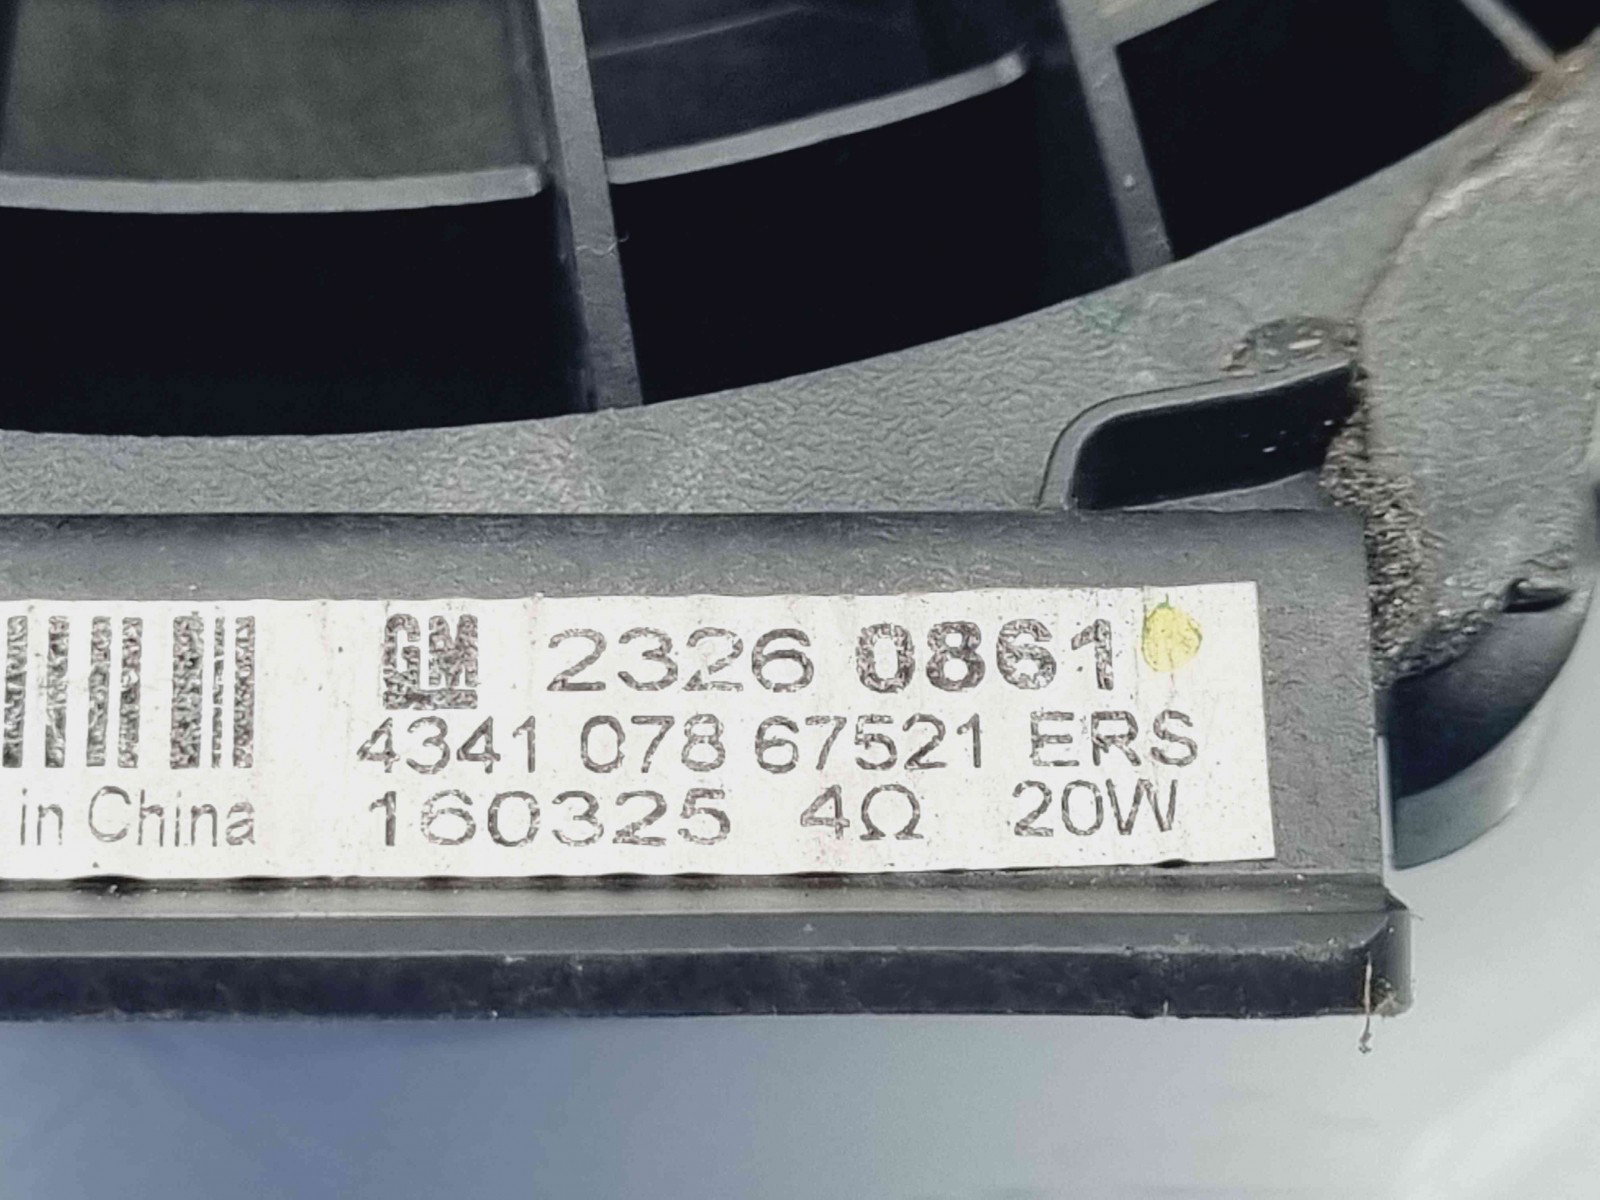 GM 2326 0861
4341 078 67521 ERS
in China 160325 4Ω 20W